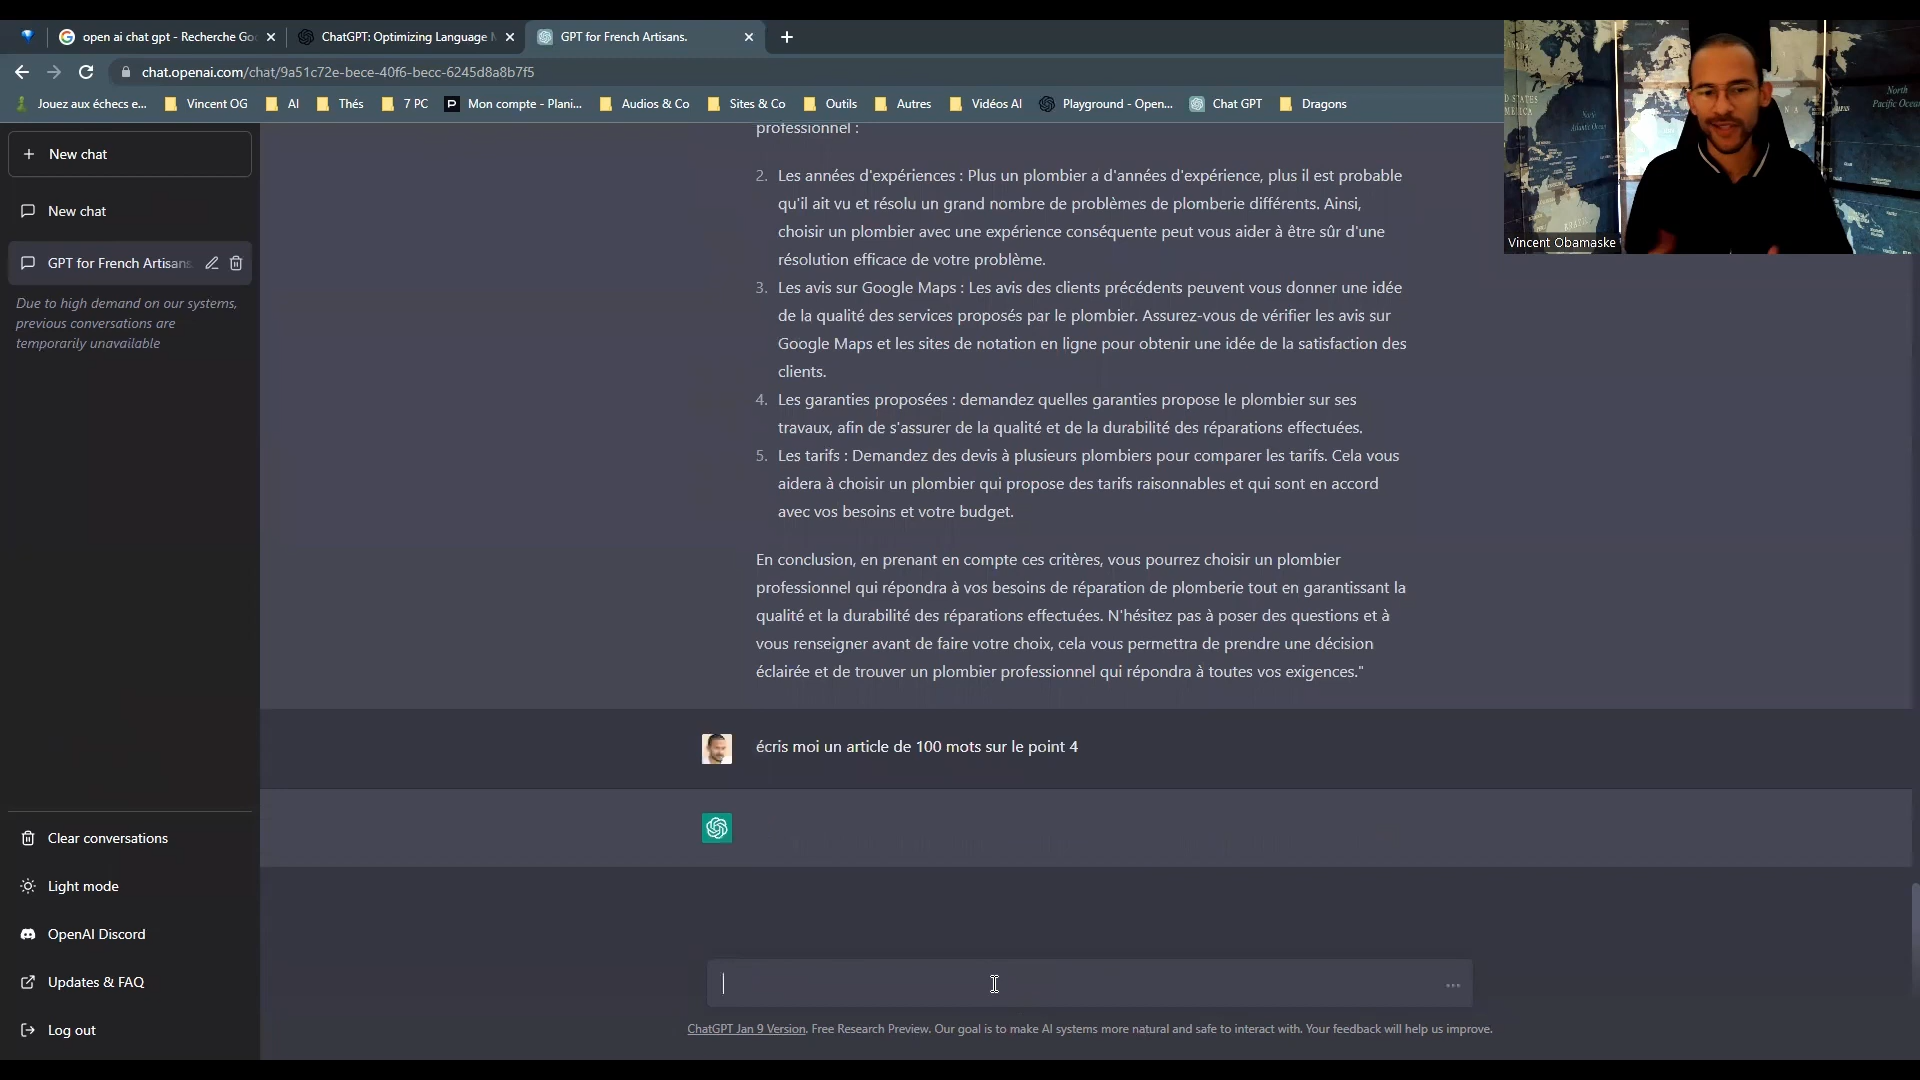 open ai chat gpt - Recherche Go
ChatGPT: Optimizing Language
GPT for French Artisans.
chat.openai.com/chat/9a51c72e-bece-40f6-becc-6245d8a8b7f5
Jouez aux échecs e... Vincent OG AI Thés 7 PC Mon compte - Plani... Audios & Co Sites & Co Outils Autres Vidéos AI Playground - Open... Chat GPT Dragons
North
Pacific Ocean
North
Atlantic Ocean
Vincent Obamaske
New chat
New chat
GPT for French Artisans
Due to high demand on our systems,
previous conversations are
temporarily unavailable
professionnel :
2. Les années d'expériences : Plus un plombier a d'années d'expérience, plus il est probable
qu'il ait vu et résolu un grand nombre de problèmes de plomberie différents. Ainsi,
choisir un plombier avec une expérience conséquente peut vous aider à être sûr d'une
résolution efficace de votre problème.
3. Les avis sur Google Maps : Les avis des clients précédents peuvent vous donner une idée
de la qualité des services proposés par le plombier. Assurez-vous de vérifier les avis sur
Google Maps et les sites de notation en ligne pour obtenir une idée de la satisfaction des
clients.
4. Les garanties proposées : demandez quelles garanties propose le plombier sur ses
travaux, afin de s'assurer de la qualité et de la durabilité des réparations effectuées.
5. Les tarifs : Demandez des devis à plusieurs plombiers pour comparer les tarifs. Cela vous
aidera à choisir un plombier qui propose des tarifs raisonnables et qui sont en accord
avec vos besoins et votre budget.
En conclusion, en prenant en compte ces critères, vous pourrez choisir un plombier
professionnel qui répondra à vos besoins de réparation de plomberie tout en garantissant la
qualité et la durabilité des réparations effectuées. N'hésitez pas à poser des questions et à
vous renseigner avant de faire votre choix, cela vous permettra de prendre une décision
éclairée et de trouver un plombier professionnel qui répondra à toutes vos exigences."
écris moi un article de 100 mots sur le point 4
Clear conversations
Light mode
OpenAI Discord
Updates & FAQ
Log out
ChatGPT Jan 9 Version. Free Research Preview. Our goal is to make AI systems more natural and safe to interact with. Your feedback will help us improve.